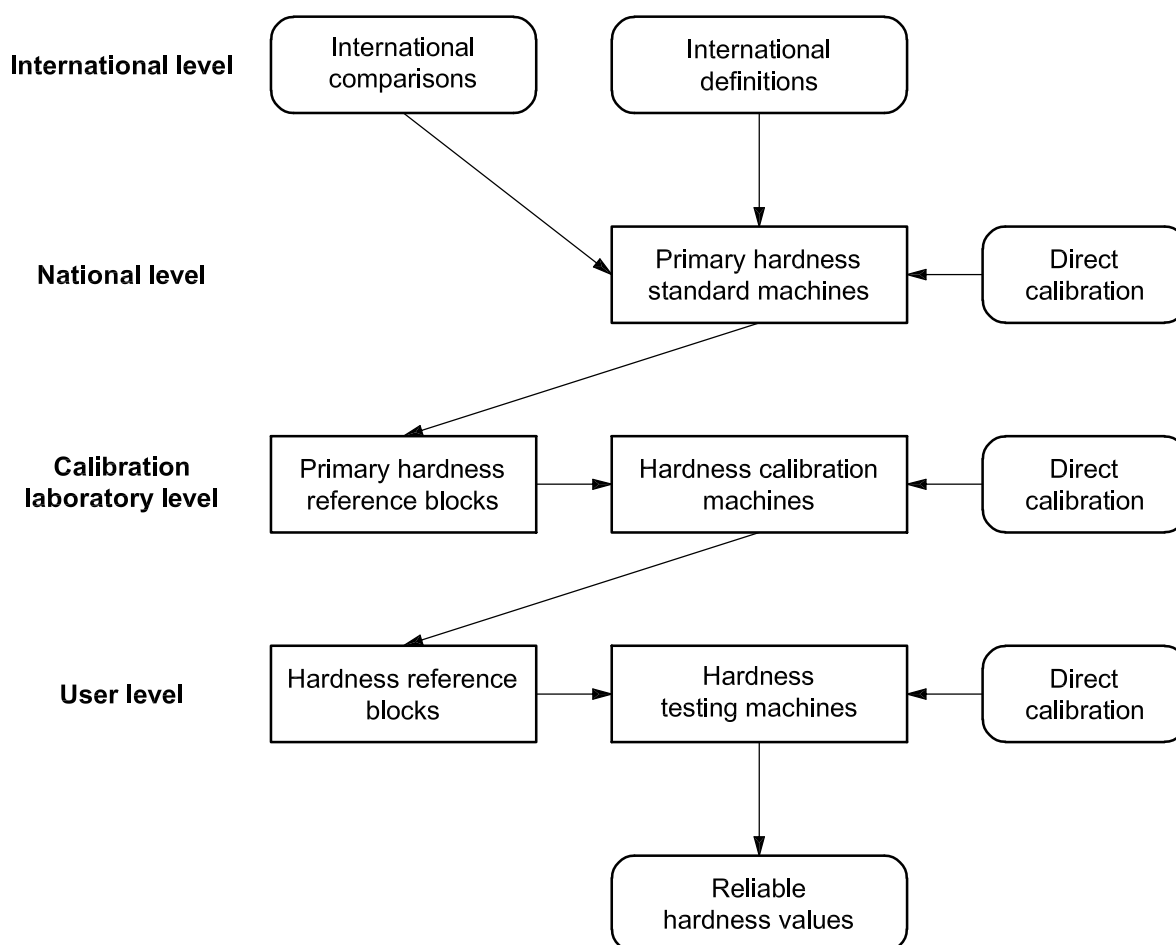 International level
International
comparisons
International
definitions
National level
Primary hardness
standard machines
Direct
calibration
Calibration
laboratory level
Primary hardness
reference blocks
Hardness calibration
machines
Direct
calibration
User level
Hardness reference
blocks
Hardness
testing machines
Direct
calibration
Reliable
hardness values